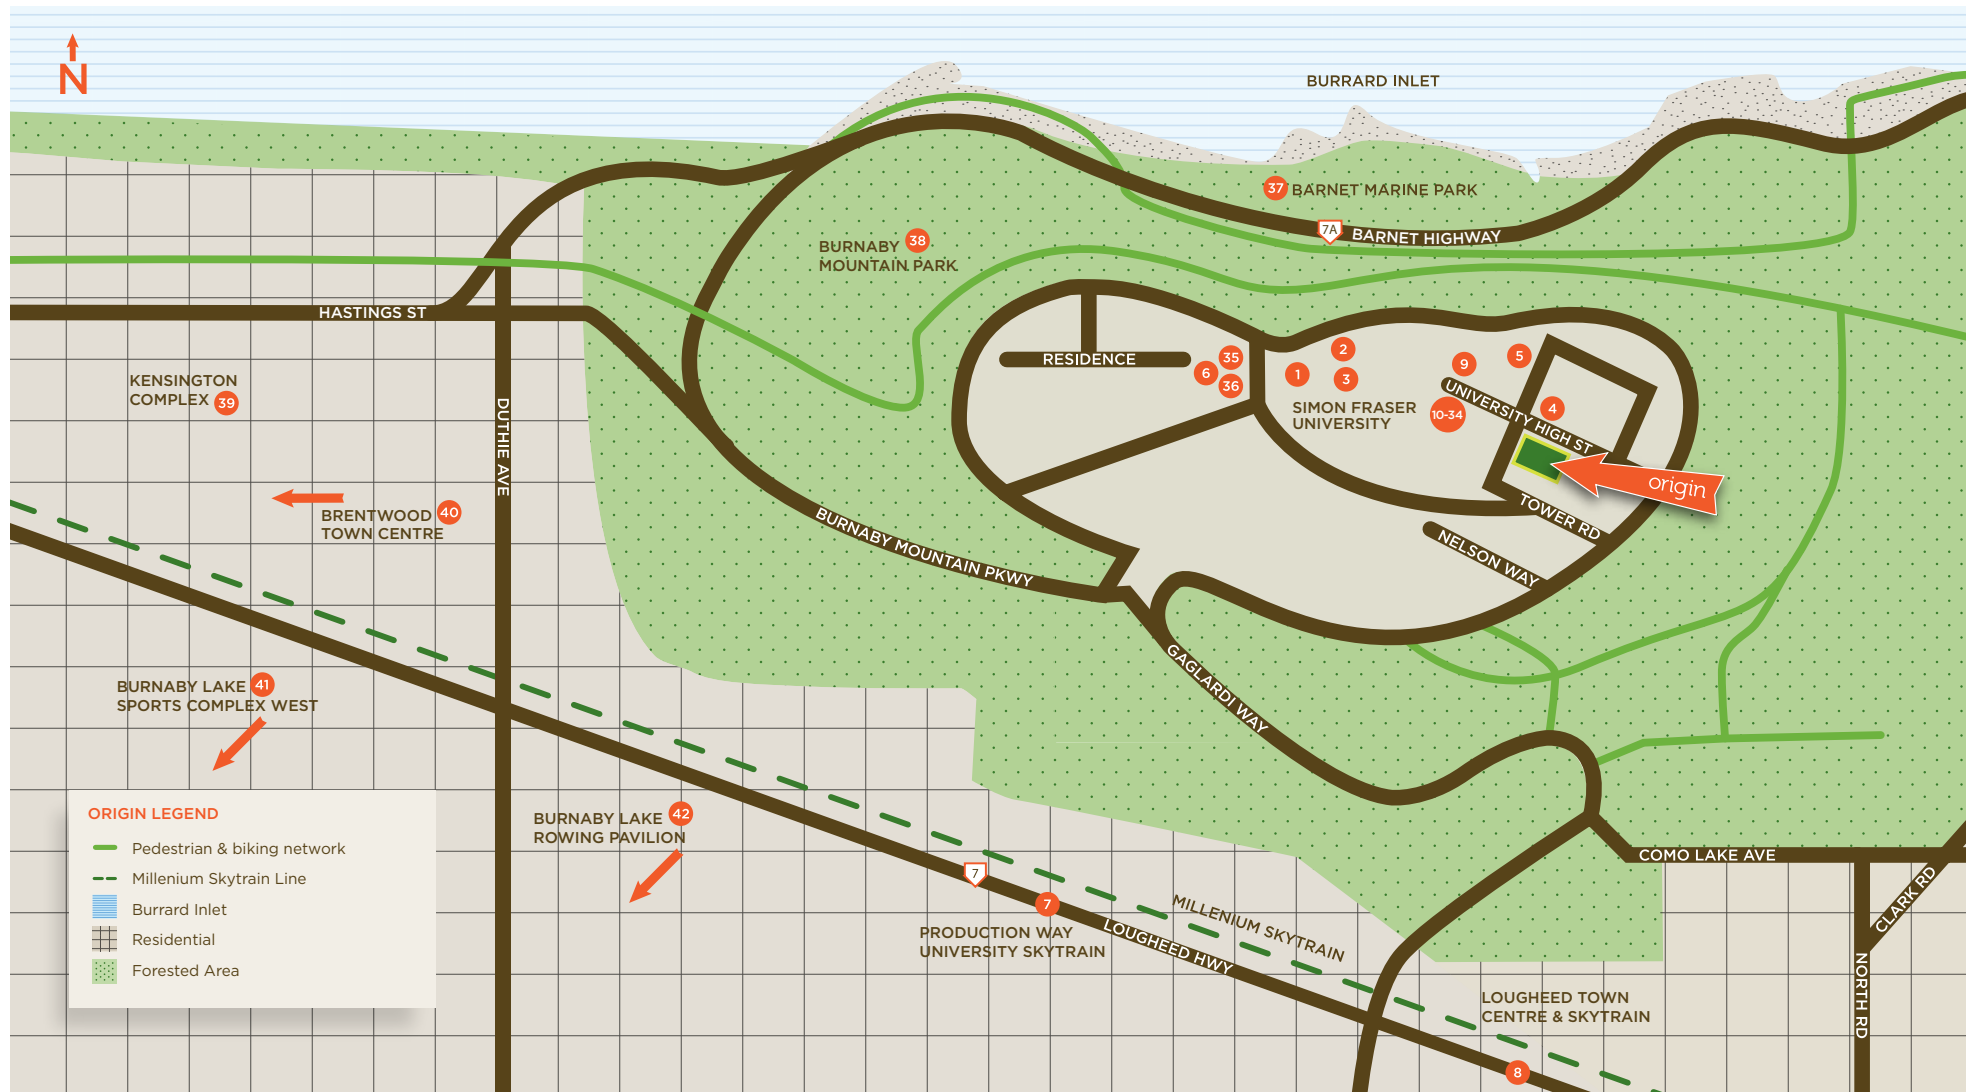 N
BURRARD INLET
37 BARNET MARINE PARK
7A
BARNET HIGHWAY
BURNABY 38
MOUNTAIN PARK
HASTINGS ST
RESIDENCE
35
6
36
1
2
3
9
5
4
UNIVERSITY HIGH ST
SIMON FRASER
UNIVERSITY
10-34
origin
TOWER RD
NELSON WAY
KENSINGTON
COMPLEX 39
DUTHIE AVE
BRENTWOOD 40
TOWN CENTRE
BURNABY MOUNTAIN PKWY
GAGLARDI WAY
BURNABY LAKE 41
SPORTS COMPLEX WEST
BURNABY LAKE 42
ROWING PAVILION
7
7
PRODUCTION WAY
UNIVERSITY SKYTRAIN
LOUGHEED HWY
MILLENIUM SKYTRAIN
COMO LAKE AVE
CLARK RD
NORTH RD
LOUGHEED TOWN
CENTRE & SKYTRAIN
8
ORIGIN LEGEND
Pedestrian & biking network
Millenium Skytrain Line
Burrard Inlet
Residential
Forested Area